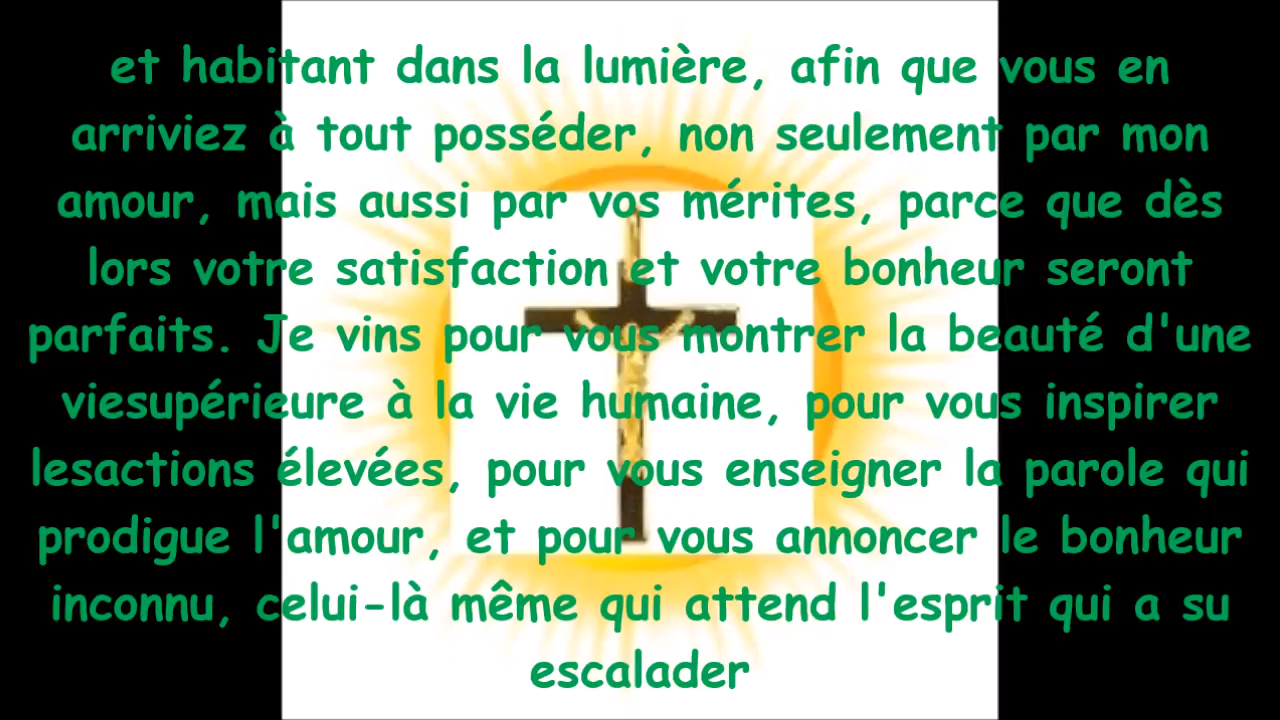 et habitant dans la lumière, afin que vous en
arriviez à tout posséder, non seulement par mon
amour, mais aussi par vos mérites, parce que dès
lors votre satisfaction et votre bonheur seront
parfaits. Je vins pour vous montrer la beauté d'une
viesupérieure à la vie humaine, pour vous inspirer
lesactions élevées, pour vous enseigner la parole qui
prodigue l'amour, et pour vous annoncer le bonheur
inconnu, celui-là même qui attend l'esprit qui a su
escalader